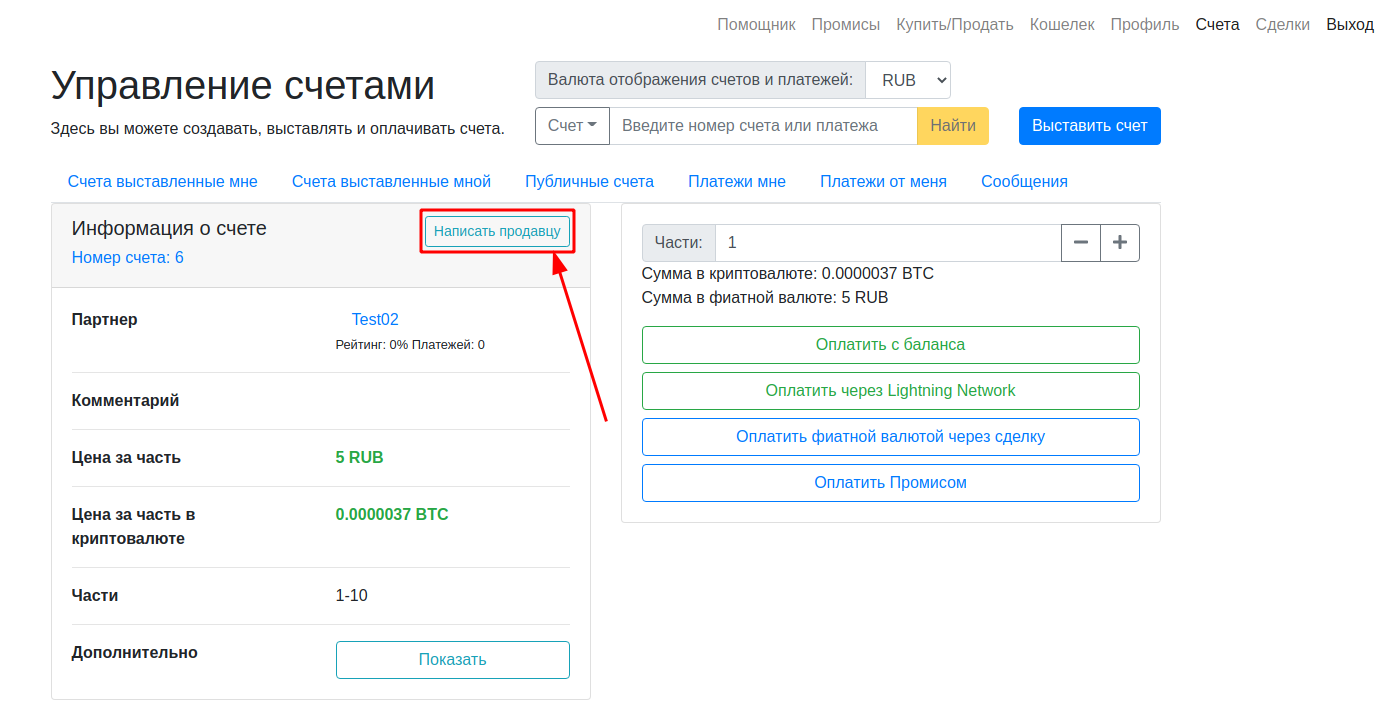 Помощник Промисы Купить/Продать Кошелек Профиль Счета Сделки Выход
Управление счетами
Здесь вы можете создавать, выставлять и оплачивать счета.
Валюта отображения счетов и платежей: RUB
Счет Введите номер счета или платежа Найти
Выставить счет
Счета выставленные мне Счета выставленные мной Публичные счета Платежи мне Платежи от меня Сообщения
Информация о счете
Написать продавцу
Номер счета: 6
Партнер Test02
Рейтинг: 0% Платежей: 0
Комментарий
Цена за часть 5 RUB
Цена за часть в 0.0000037 BTC
криптовалюте
Части 1-10
Дополнительно Показать
Части: 1
Сумма в криптовалюте: 0.0000037 BTC
Сумма в фиатной валюте: 5 RUB
Оплатить с баланса
Оплатить через Lightning Network
Оплатить фиатной валютой через сделку
Оплатить Промисом